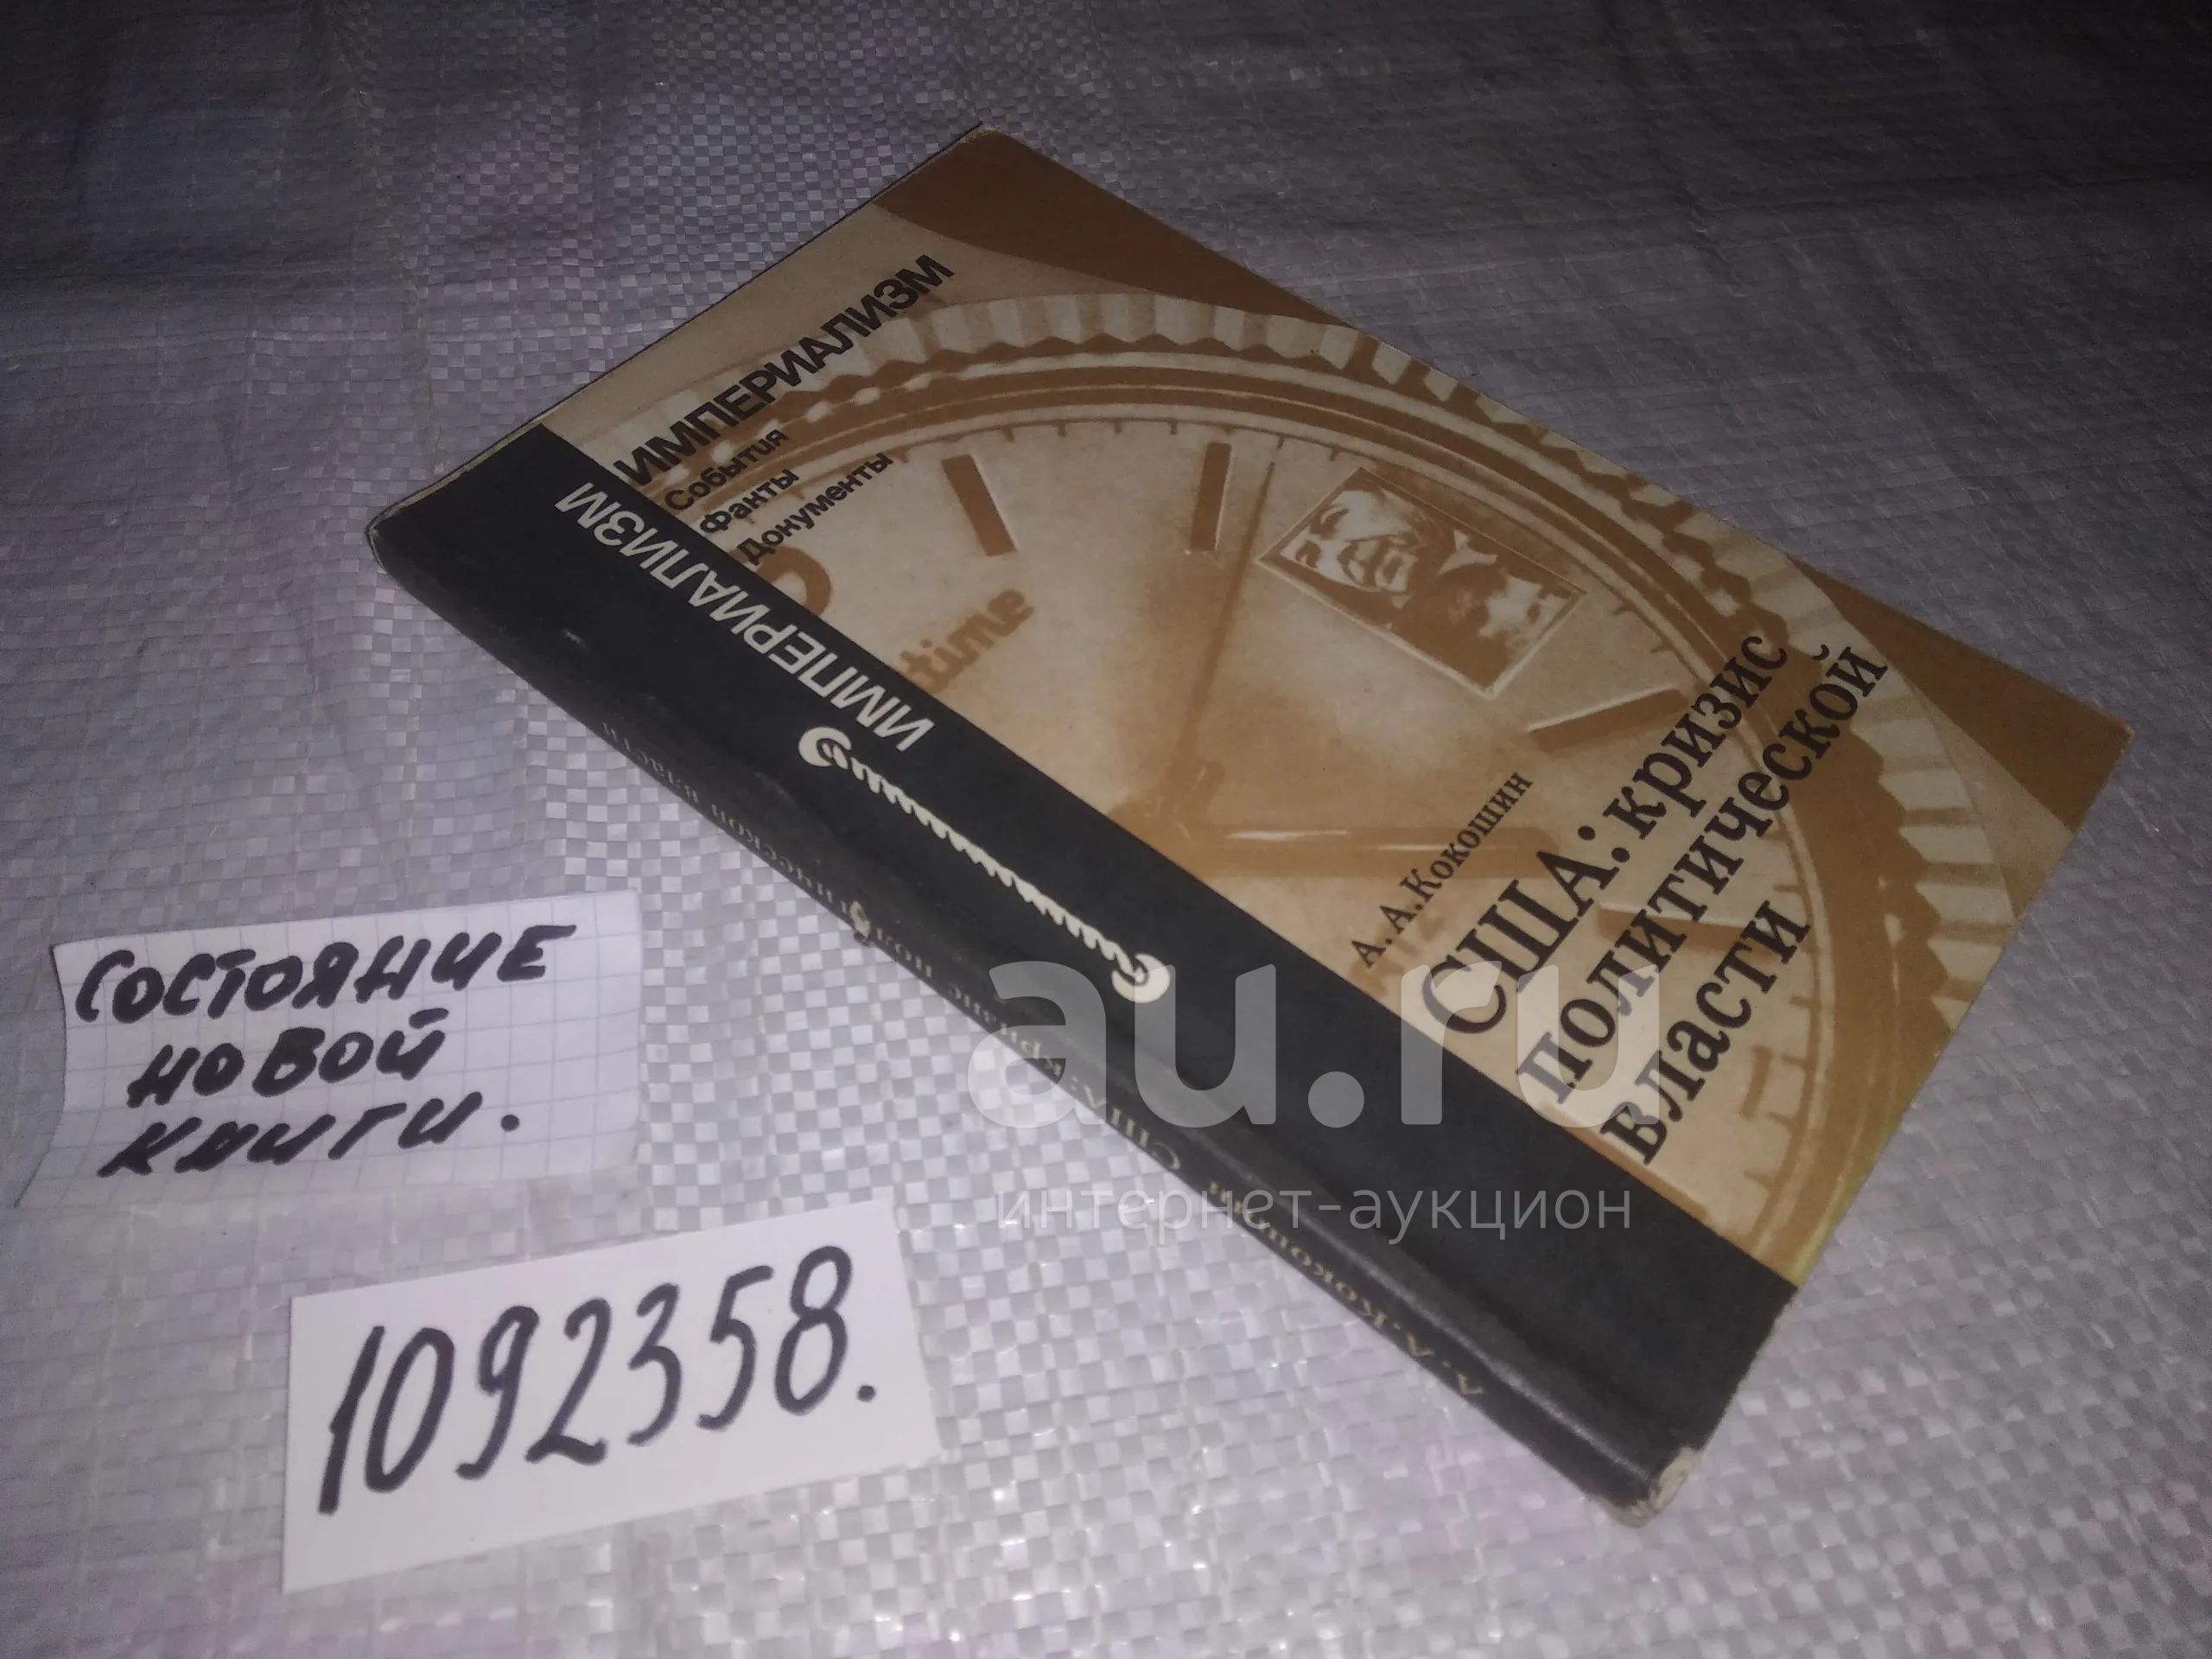 ИМПЕРИАЛИЗМ
События
Факты
Документы
ИМПЕРИАЛИЗМ
time
А. А. Кокошин
США: кризис
политической
власти
А. А. Кокошин США: кризис политической власти
СОСТОЯНИЕ
НОВОЙ
КНИГИ.
1092358.
au.ru
интернет-аукцион